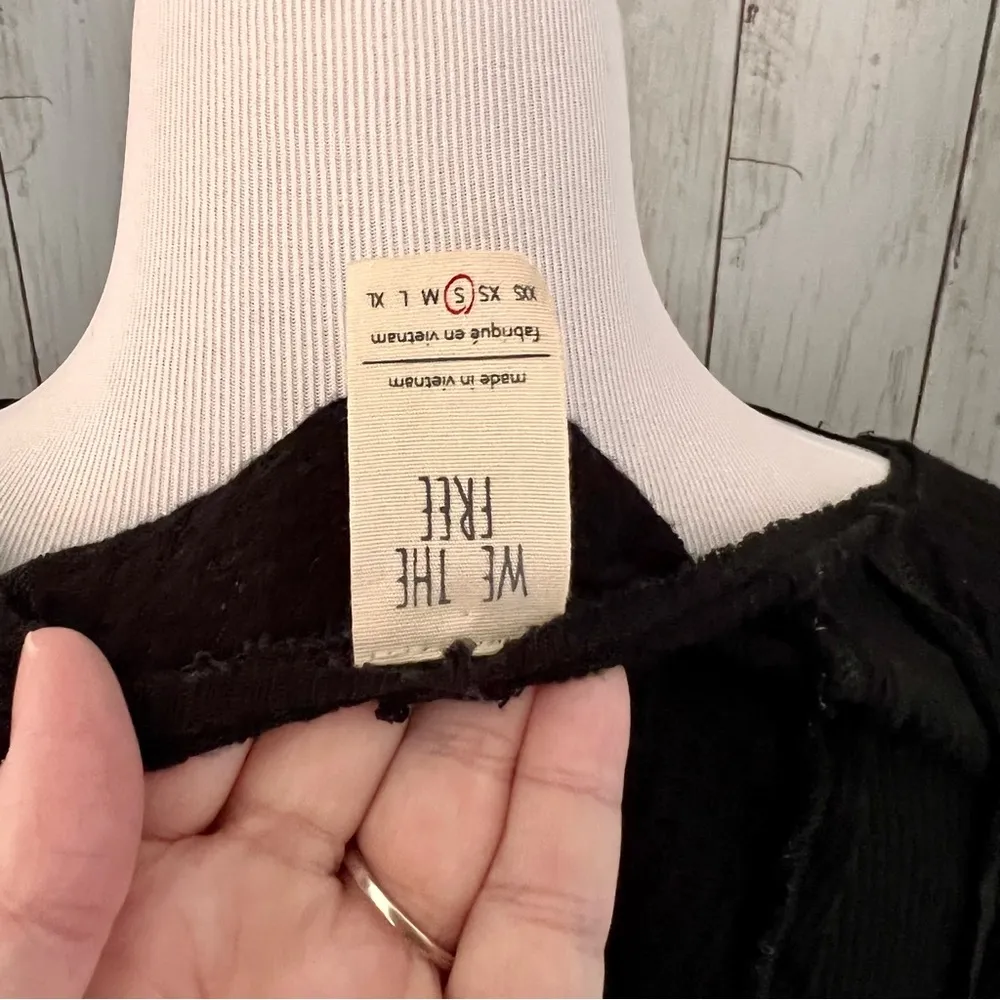 WE THE
FREE
made in vietnam
fabriqué en vietnam
XXS XS S M L XL